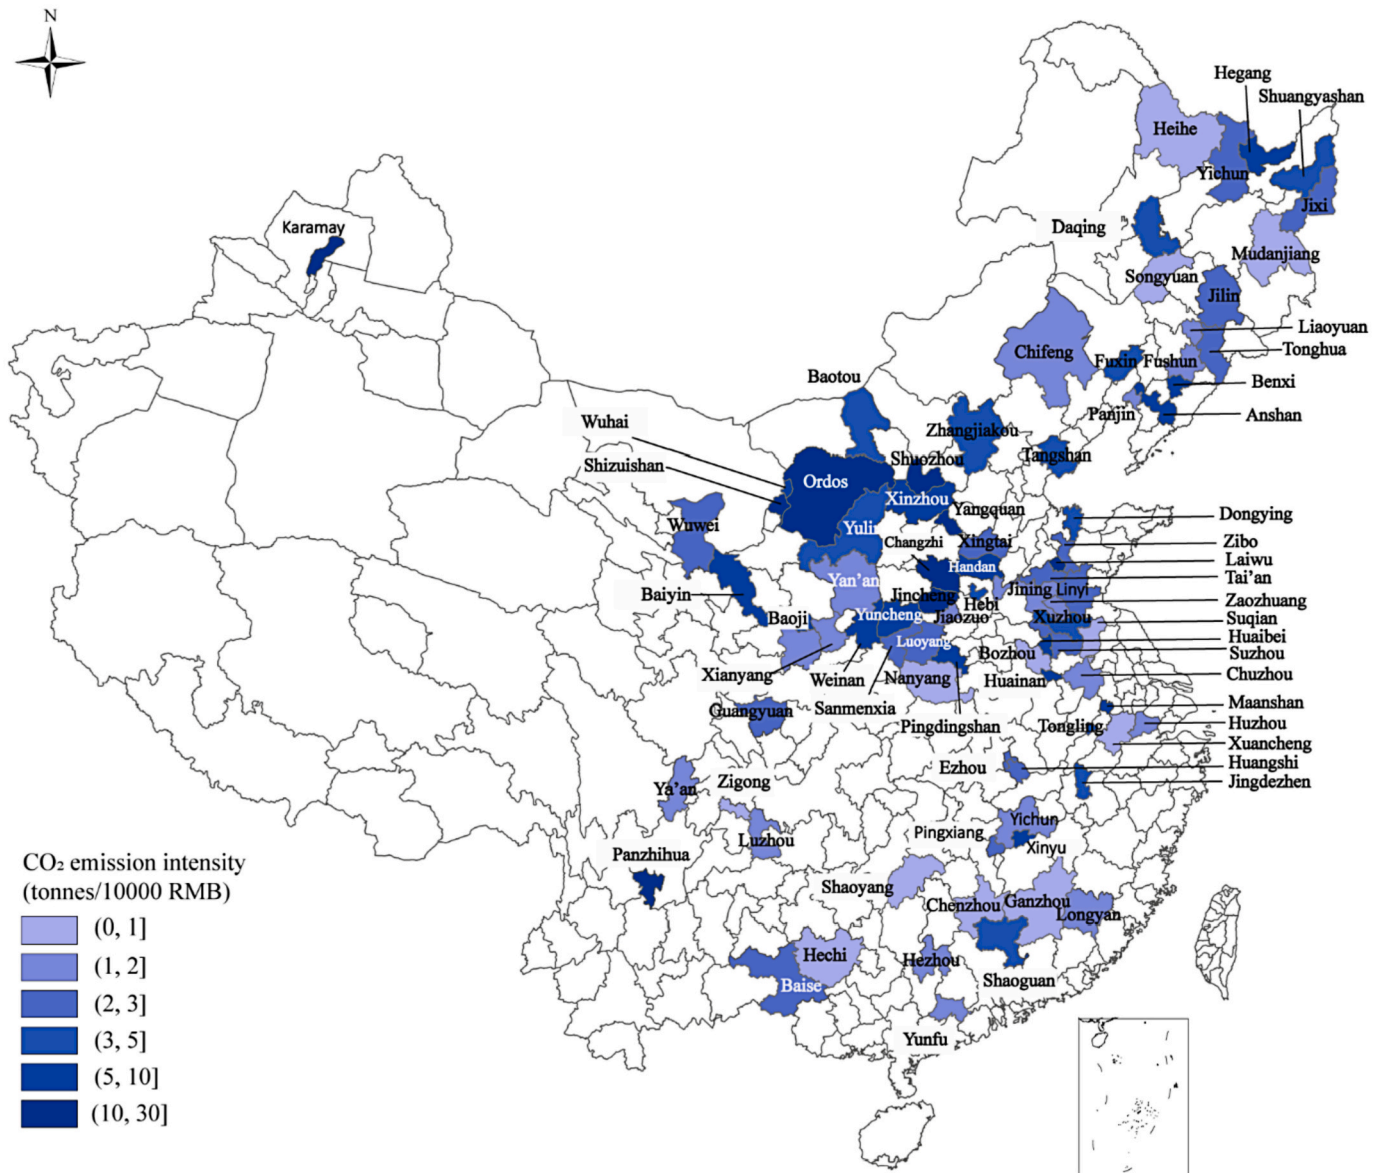 N
Hegang
Shuangyashan
Heihe
Yichun
Jixi
Karamay
Daqing
Mudanjiang
Songyuan
Jilin
Liaoyuan
Chifeng
Tonghua
Fuxin
Fushun
Baotou
Benxi
Panjin
Anshan
Wuhai
Zhangjiakou
Shuozhou
Tangshan
Shizuishan
Ordos
Xinzhou
Yangquan
Dongying
Wuwei
Yulin
Changzhi
Xingtai
Zibo
Handan
Laiwu
Yan’an
Tai’an
Baiyin
Jincheng
Hebi
Jining
Linyi
Zaozhuang
Baoji
Yuncheng
Jiaozuo
Xuzhou
Suqian
Luoyang
Huaibei
Bozhou
Suzhou
Xianyang
Weinan
Nanyang
Huainan
Chuzhou
Guangyuan
Sanmenxia
Maanshan
Pingdingshan
Tongling
Huzhou
Xuancheng
Ezhou
Huangshi
Ya’an
Zigong
Jingdezhen
Luzhou
Pingxiang
Yichun
Panzhihua
Xinyu
Shaoyang
Chenzhou
Ganzhou
Longyan
Hechi
Hezhou
Baise
Shaoguan
Yunfu
CO₂ emission intensity
(tonnes/10000 RMB)
(0, 1]
(1, 2]
(2, 3]
(3, 5]
(5, 10]
(10, 30]